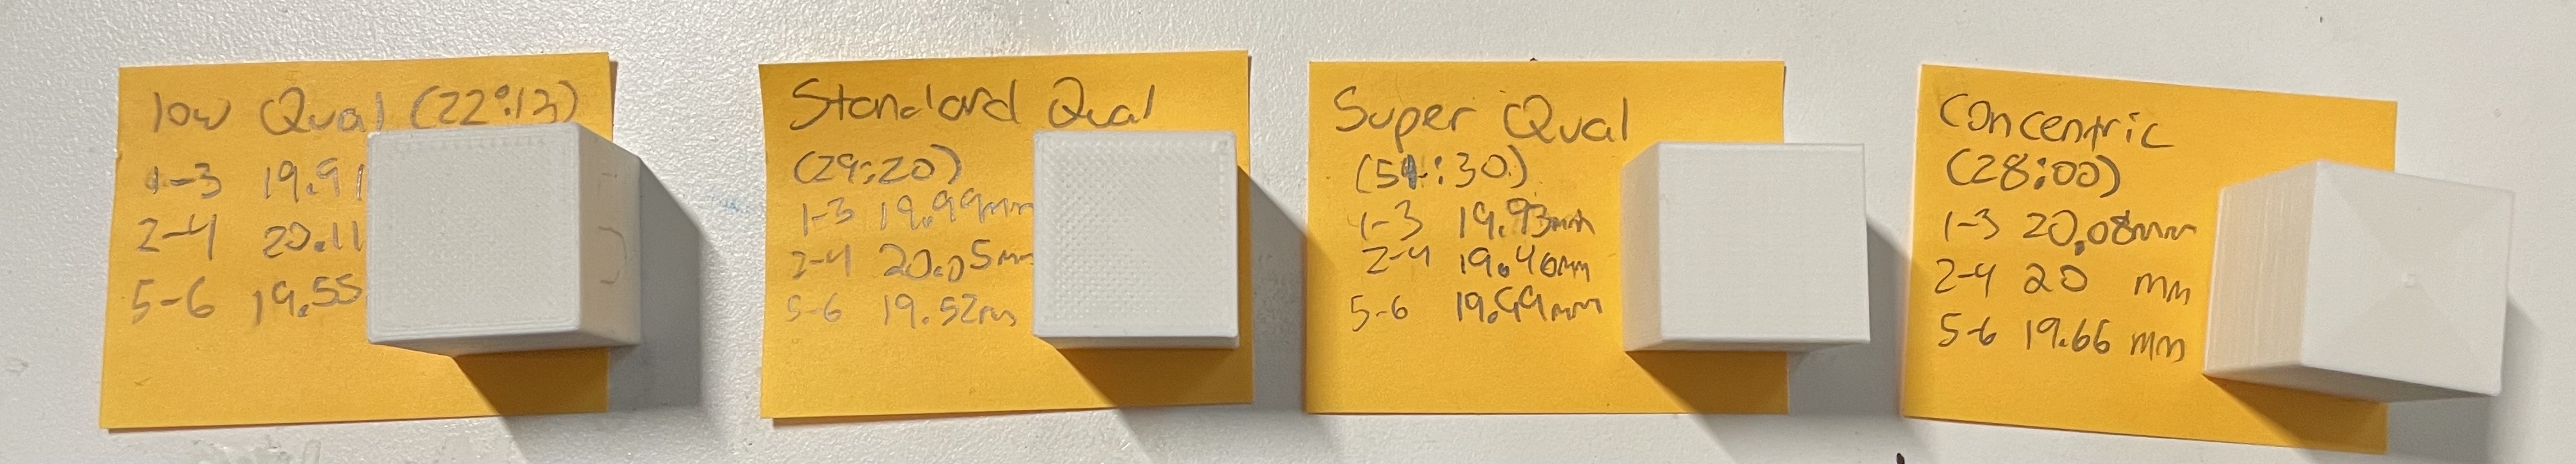 low Qual (22:13)
1-3 19.91
2-4 20.11
5-6 19.55
Standard Qual
(29:20)
1-3 19.99mm
2-4 20.05mm
5-6 19.52mm
Super Qual
(54:30)
1-3 19.93mm
2-4 19.46mm
5-6 19.99mm
Concentric
(28:00)
1-3 20.08mm
2-4 20 mm
5-6 19.66 mm